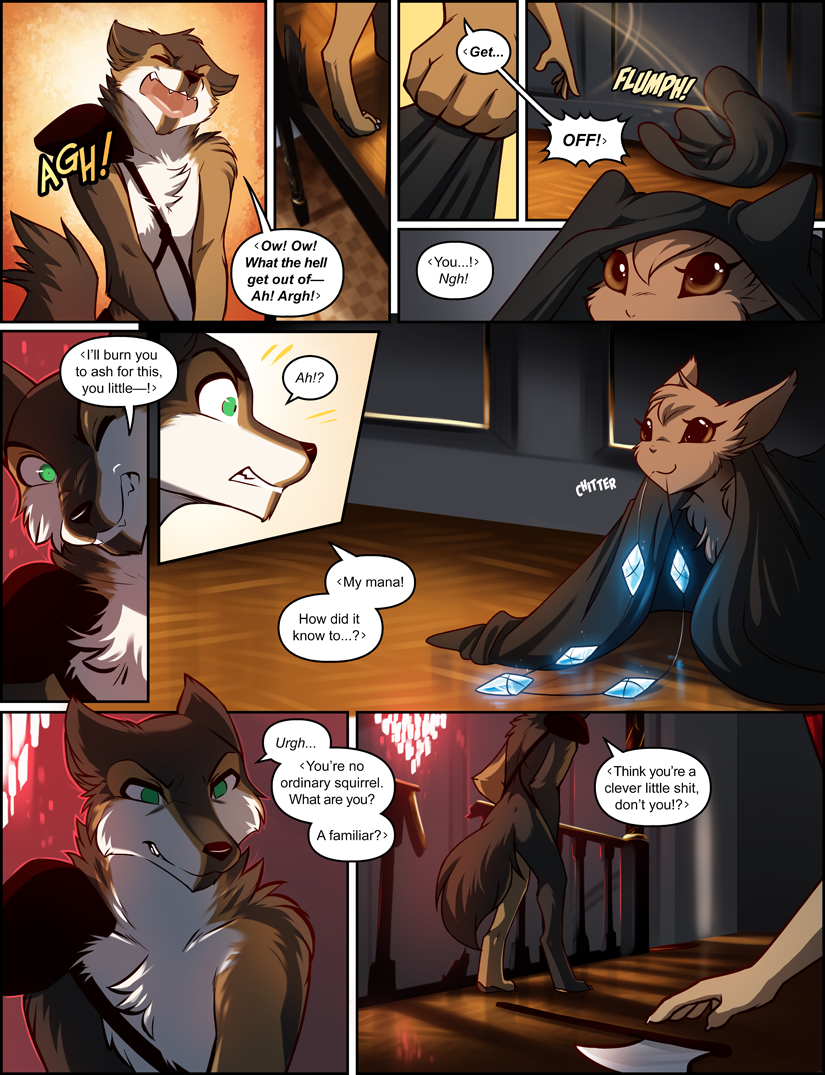 AGH!
‹Ow! Ow!
What the hell
get out of—
Ah! Argh!›
‹Get...
OFF!›
FLUMPH!
‹You...!›
Ngh!
‹I'll burn you
to ash for this,
you little—!›
Ah!?
CHITTER
‹My mana!
How did it
know to...?›
Urgh...
‹You're no
ordinary squirrel.
What are you?
A familiar?›
‹Think you're a
clever little shit,
don't you!?›